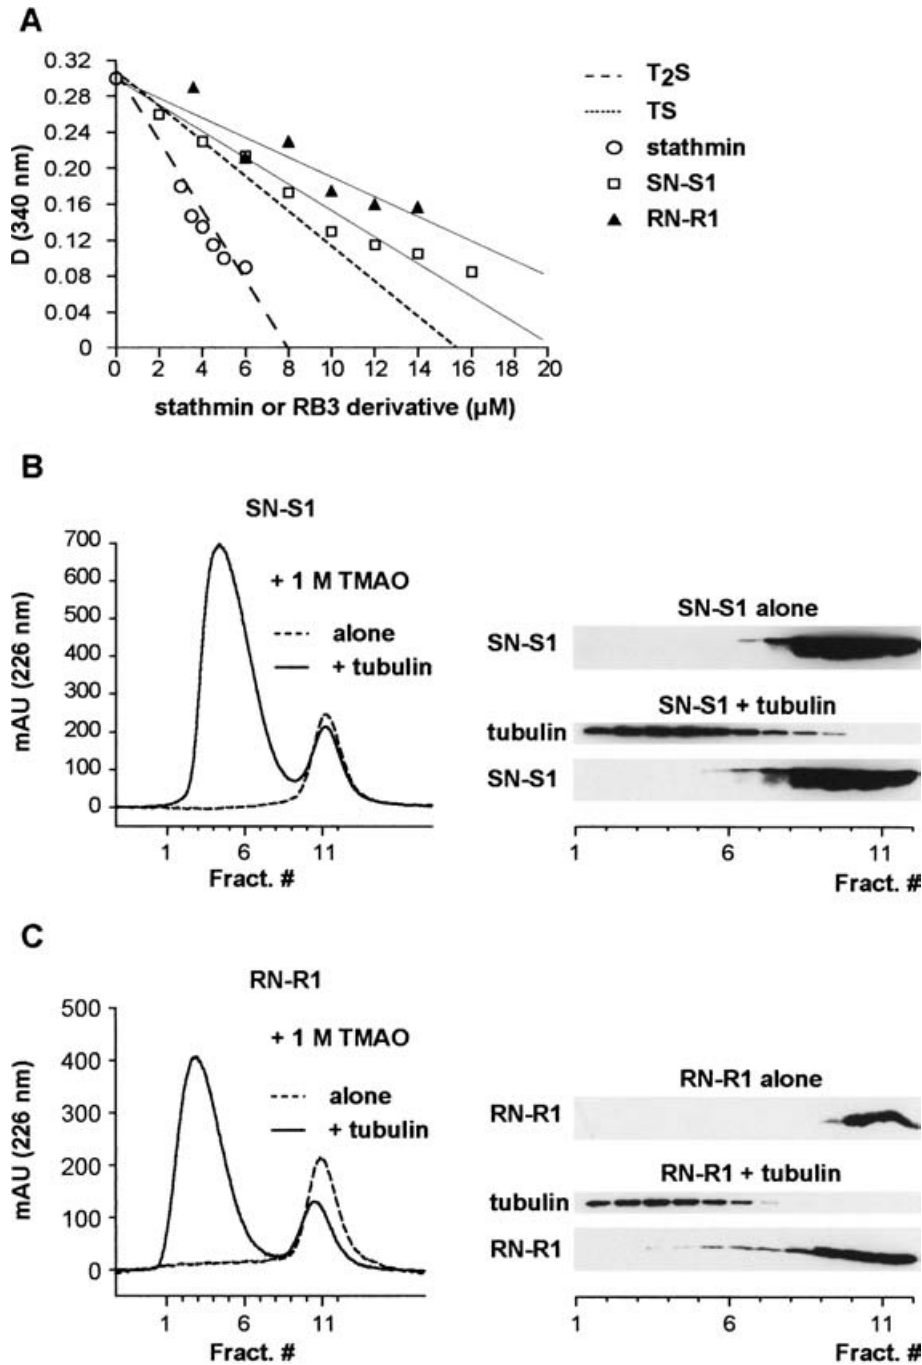 A
0.32
0.28
0.24
0.20
0.16
0.12
0.08
0.04
0
D (340 nm)
0 2 4 6 8 10 12 14 16 18 20
stathmin or RB3 derivative (µM)
T2S
TS
stathmin
SN-S1
RN-R1
B
SN-S1
700
600
500
400
300
200
100
0
mAU (226 nm)
+ 1 M TMAO
alone
+ tubulin
1 6 11
Fract. #
SN-S1 alone
SN-S1
SN-S1 + tubulin
tubulin
SN-S1
1 6 11
Fract. #
C
RN-R1
500
400
300
200
100
0
mAU (226 nm)
+ 1 M TMAO
alone
+ tubulin
1 6 11
Fract. #
RN-R1 alone
RN-R1
RN-R1 + tubulin
tubulin
RN-R1
1 6 11
Fract. #